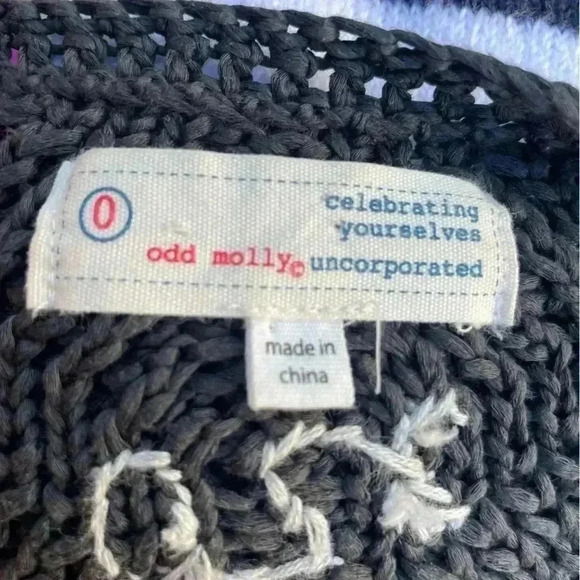 0
celebrating
yourselves
odd molly© uncorporated
made in
china